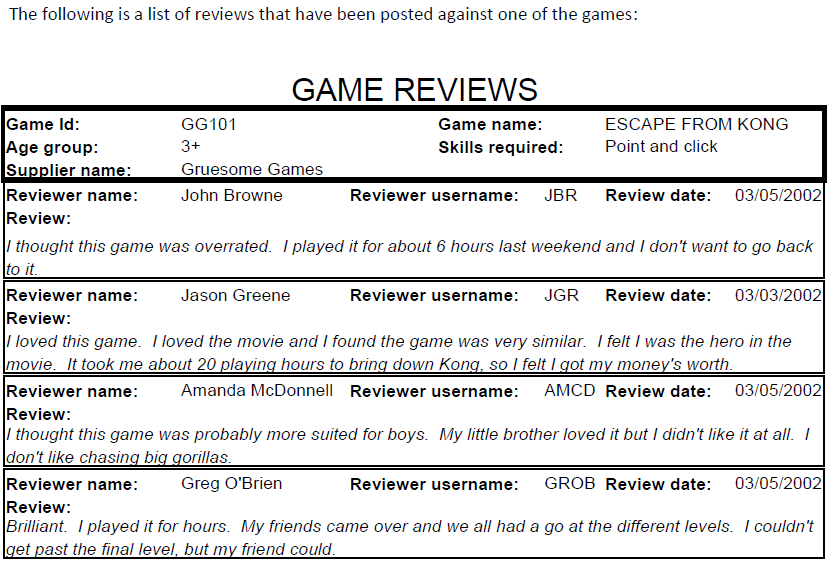 The following is a list of reviews that have been posted against one of the games:
GAME REVIEWS
Game Id: GG101 Game name: ESCAPE FROM KONG
Age group: 3+ Skills required: Point and click
Supplier name: Gruesome Games
Reviewer name: John Browne Reviewer username: JBR Review date: 03/05/2002
Review:
I thought this game was overrated. I played it for about 6 hours last weekend and I don't want to go back
to it.
Reviewer name: Jason Greene Reviewer username: JGR Review date: 03/03/2002
Review:
I loved this game. I loved the movie and I found the game was very similar. I felt I was the hero in the
movie. It took me about 20 playing hours to bring down Kong, so I felt I got my money's worth.
Reviewer name: Amanda McDonnell Reviewer username: AMCD Review date: 03/05/2002
Review:
I thought this game was probably more suited for boys. My little brother loved it but I didn't like it at all. I
don't like chasing big gorillas.
Reviewer name: Greg O'Brien Reviewer username: GROB Review date: 03/05/2002
Review:
Brilliant. I played it for hours. My friends came over and we all had a go at the different levels. I couldn't
get past the final level, but my friend could.